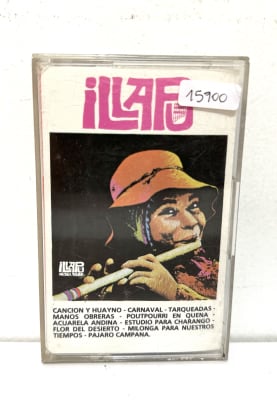 iLLAPU
15900
iLLAPU
CANCION Y HUAYNO - CARNAVAL - TARQUEADAS -
MANOS OBRERAS - POUTPOURRI EN QUENA -
ACUARELA ANDINA - ESTUDIO PARA CHARANGO -
FLOR DEL DESIERTO - MILONGA PARA NUESTROS
TIEMPOS - PAJARO CAMPANA.